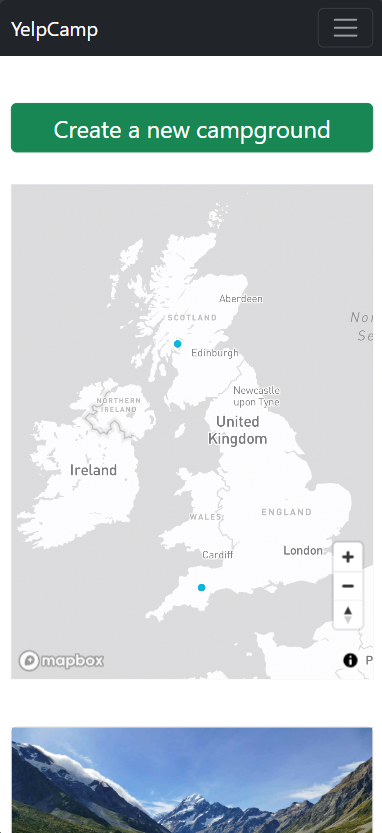 YelpCamp
Create a new campground
Aberdeen
SCOTLAND
Nor
Se
Edinburgh
Newcastle
upon Tyne
NORTHERN
IRELAND
United
Kingdom
Ireland
WALES
ENGLAND
Cardiff
London
mapbox
P